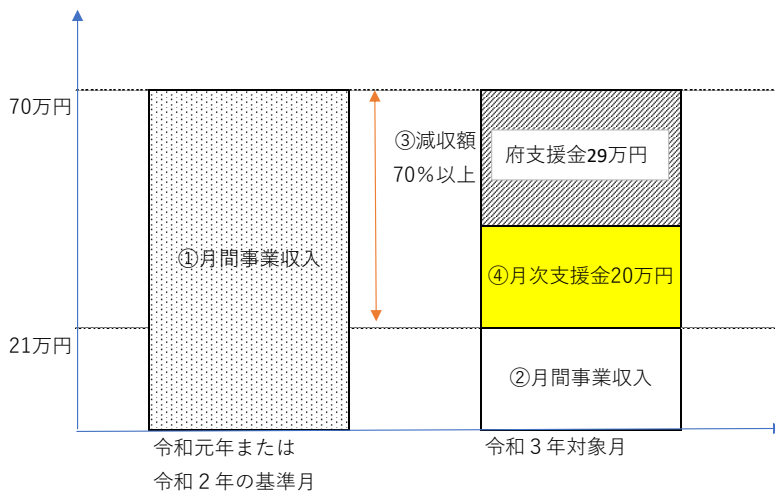 70万円
③減収額
70%以上
府支援金29万円
①月間事業収入
④月次支援金20万円
21万円
②月間事業収入
令和元年または
令和２年の基準月
令和３年対象月